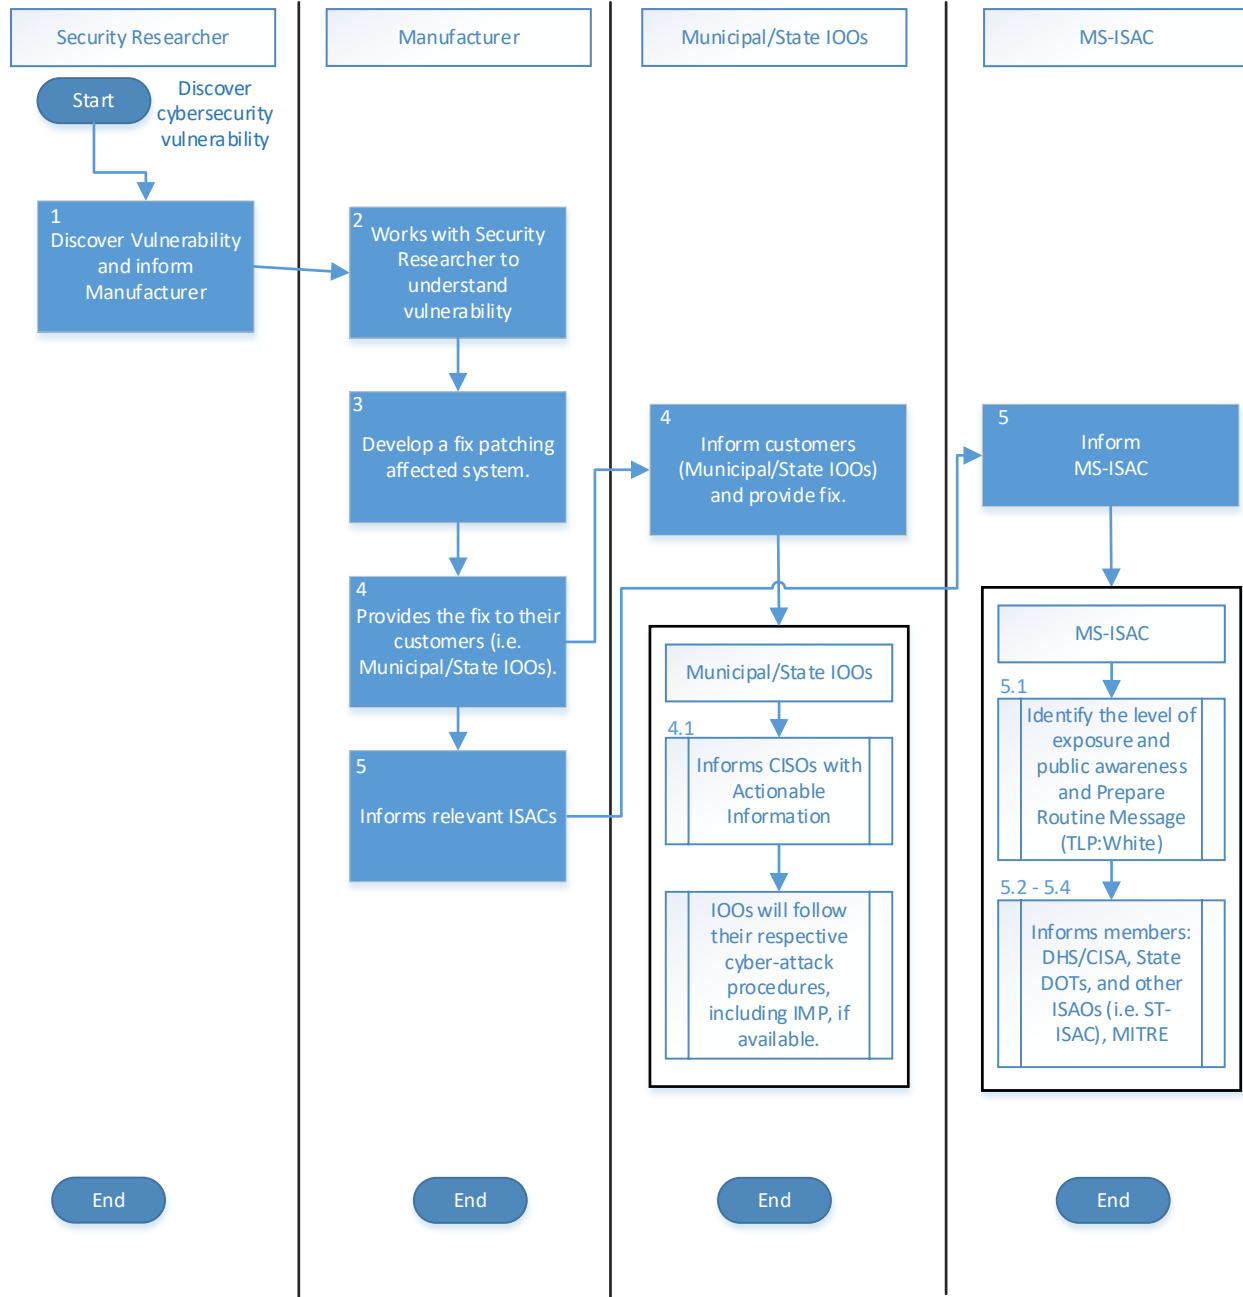 Security Researcher
Manufacturer
Municipal/State IOOs
MS-ISAC
Start
Discover
cybersecurity
vulnerability
1
Discover Vulnerability
and inform
Manufacturer
2
Works with Security
Researcher to
understand
vulnerability
3
Develop a fix patching
affected system.
4
Provides the fix to their
customers (i.e.
Municipal/State IOOs).
5
Informs relevant ISACs
4
Inform customers
(Municipal/State IOOs)
and provide fix.
Municipal/State IOOs
4.1
Informs CISOs with
Actionable
Information
IOOs will follow
their respective
cyber-attack
procedures,
including IMP, if
available.
5
Inform
MS-ISAC
MS-ISAC
5.1
Identify the level of
exposure and
public awareness
and Prepare
Routine Message
(TLP:White)
5.2 - 5.4
Informs members:
DHS/CISA, State
DOTs, and other
ISAOs (i.e. ST-
ISAC), MITRE
End
End
End
End